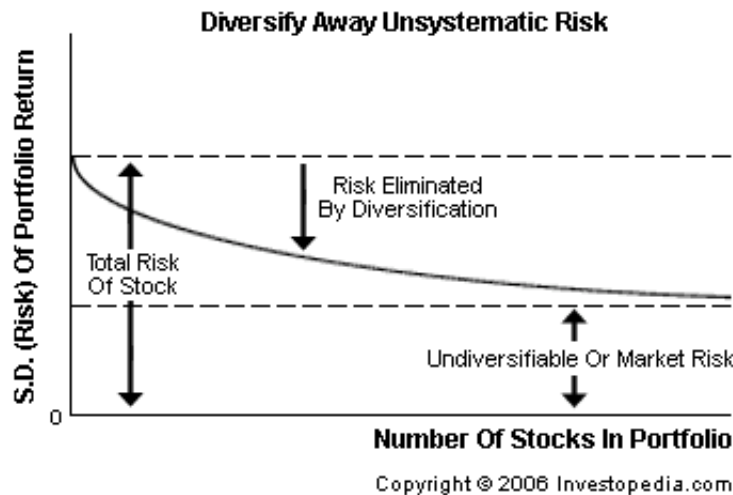 Diversify Away Unsystematic Risk
S.D. (Risk) Of Portfolio Return
Risk Eliminated
By Diversification
Total Risk
Of Stock
Undiversifiable Or Market Risk
0
Number Of Stocks In Portfolio
Copyright © 2006 Investopedia.com